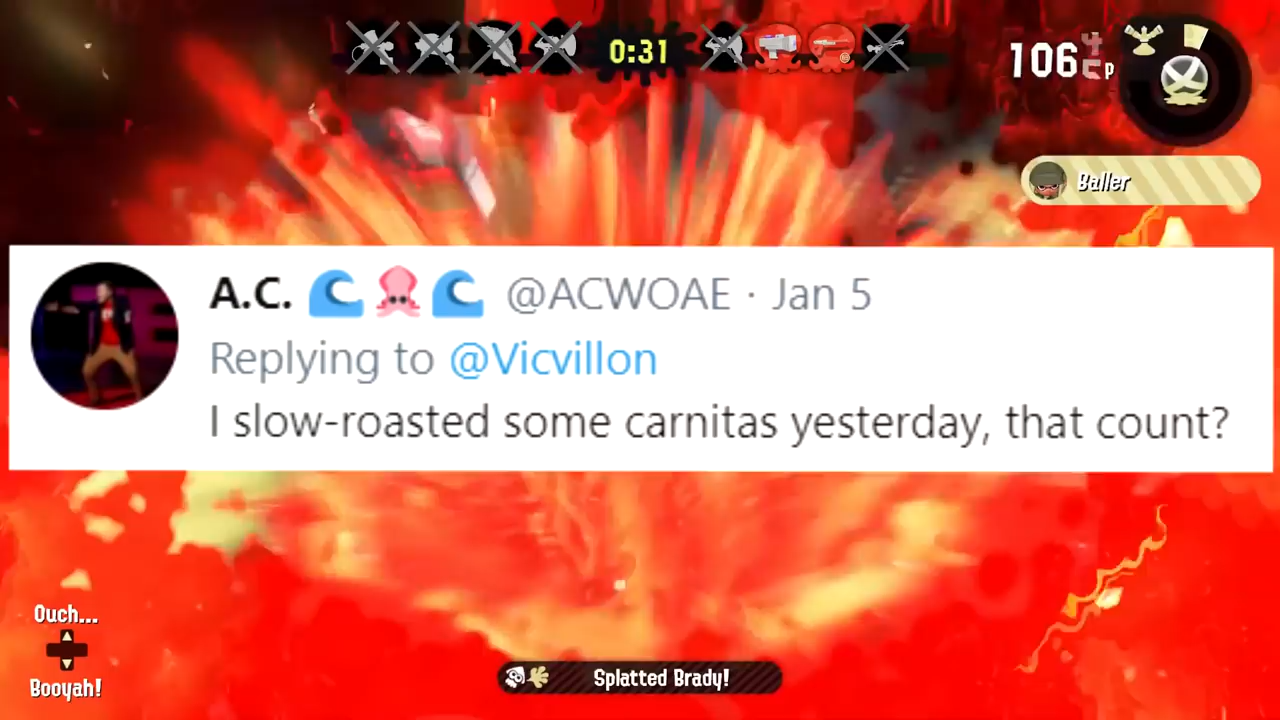 0:31
106p
Baller
A.C. 🌊🦑🌊 @ACWOAE · Jan 5
Replying to @Vicvillon
I slow-roasted some carnitas yesterday, that count?
Ouch...
Booyah!
Splatted Brady!